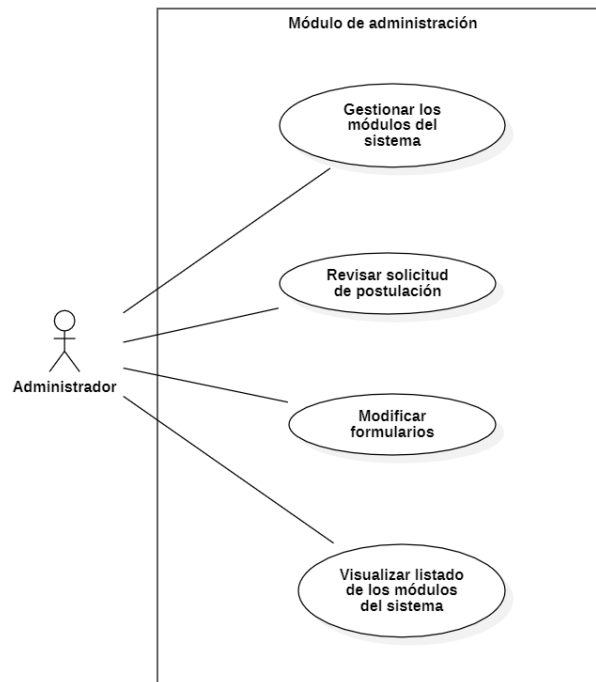 Módulo de administración
Gestionar los
módulos del
sistema
Revisar solicitud
de postulación
Administrador
Modificar
formularios
Visualizar listado
de los módulos
del sistema